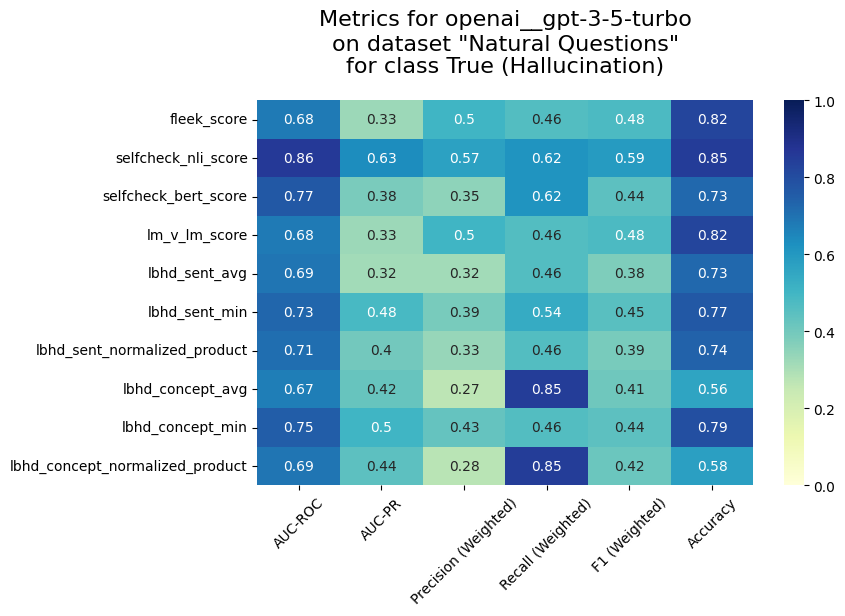 Metrics for openai__gpt-3-5-turbo
on dataset "Natural Questions"
for class True (Hallucination)
fleek_score 0.68 0.33 0.5 0.46 0.48 0.82
selfcheck_nli_score 0.86 0.63 0.57 0.62 0.59 0.85
selfcheck_bert_score 0.77 0.38 0.35 0.62 0.44 0.73
lm_v_lm_score 0.68 0.33 0.5 0.46 0.48 0.82
lbhd_sent_avg 0.69 0.32 0.32 0.46 0.38 0.73
lbhd_sent_min 0.73 0.48 0.39 0.54 0.45 0.77
lbhd_sent_normalized_product 0.71 0.4 0.33 0.46 0.39 0.74
lbhd_concept_avg 0.67 0.42 0.27 0.85 0.41 0.56
lbhd_concept_min 0.75 0.5 0.43 0.46 0.44 0.79
lbhd_concept_normalized_product 0.69 0.44 0.28 0.85 0.42 0.58
AUC-ROC
AUC-PR
Precision (Weighted)
Recall (Weighted)
F1 (Weighted)
Accuracy
1.0
0.8
0.6
0.4
0.2
0.0